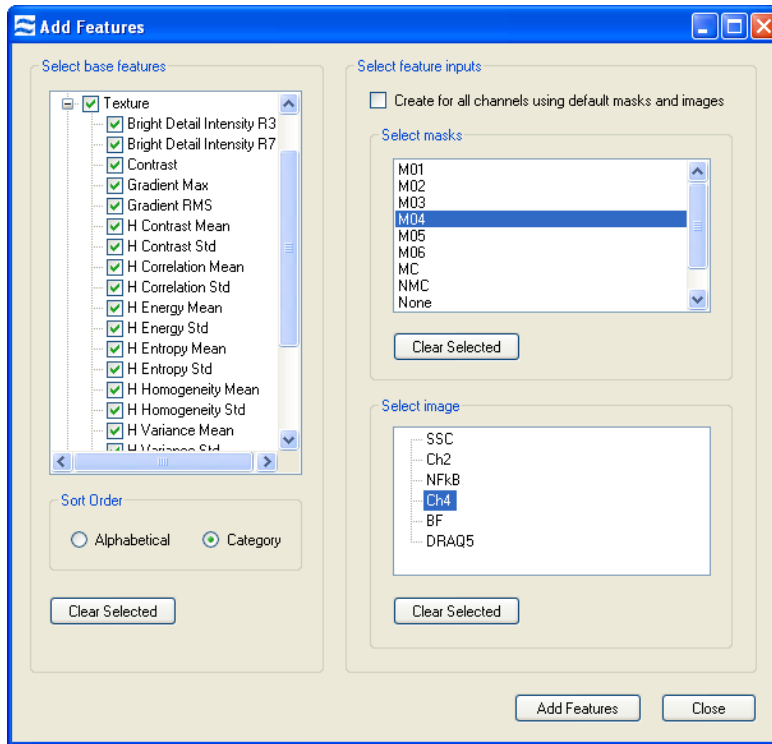 Add Features
Select base features
Texture
Bright Detail Intensity R3
Bright Detail Intensity R7
Contrast
Gradient Max
Gradient RMS
H Contrast Mean
H Contrast Std
H Correlation Mean
H Correlation Std
H Energy Mean
H Energy Std
H Entropy Mean
H Entropy Std
H Homogeneity Mean
H Homogeneity Std
H Variance Mean
H Variance Std
Sort Order
Alphabetical
Category
Clear Selected
Select feature inputs
Create for all channels using default masks and images
Select masks
M01
M02
M03
M04
M05
M06
MC
NMC
None
Clear Selected
Select image
SSC
Ch2
NFkB
Ch4
BF
DRAQ5
Clear Selected
Add Features
Close